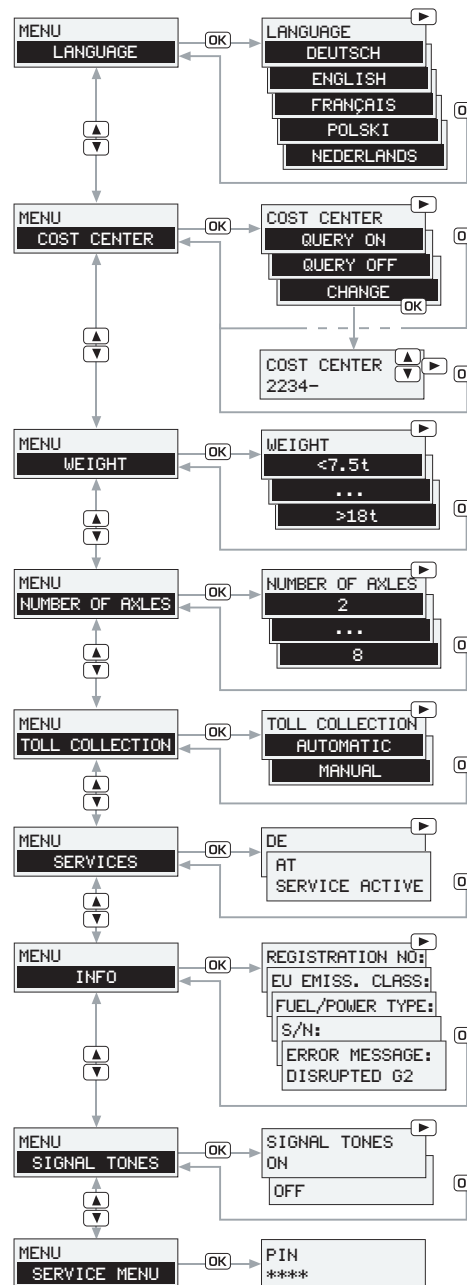 MENU
LANGUAGE
OK
LANGUAGE
DEUTSCH
ENGLISH
FRANÇAIS
POLSKI
NEDERLANDS
MENU
COST CENTER
OK
COST CENTER
QUERY ON
QUERY OFF
CHANGE
OK
COST CENTER
2234-
MENU
WEIGHT
OK
WEIGHT
<7.5t
...
>18t
MENU
NUMBER OF AXLES
OK
NUMBER OF AXLES
2
...
8
MENU
TOLL COLLECTION
OK
TOLL COLLECTION
AUTOMATIC
MANUAL
MENU
SERVICES
OK
DE
AT
SERVICE ACTIVE
MENU
INFO
OK
REGISTRATION NO:
EU EMISS. CLASS:
FUEL/POWER TYPE:
S/N:
ERROR MESSAGE:
DISRUPTED G2
MENU
SIGNAL TONES
OK
SIGNAL TONES
ON
OFF
MENU
SERVICE MENU
OK
PIN
****